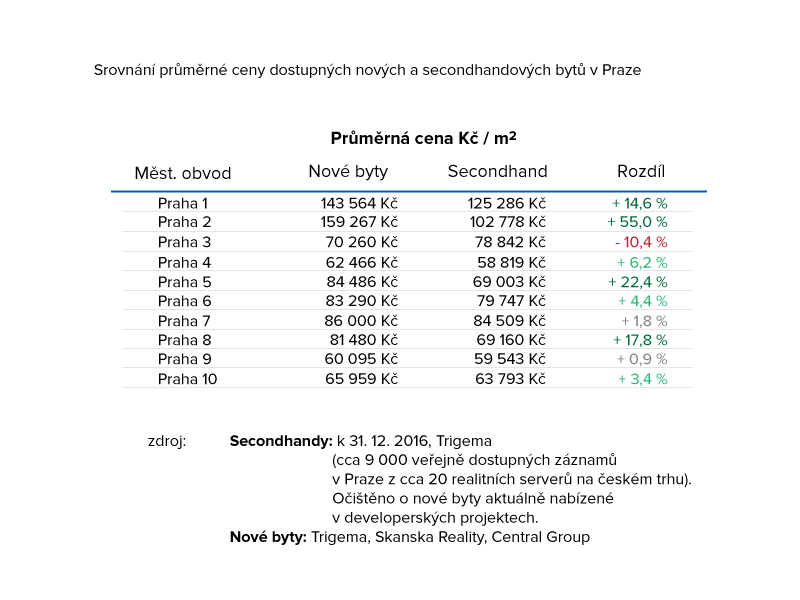 Srovnání průměrné ceny dostupných nových a secondhandových bytů v Praze
Průměrná cena Kč / m²
Měst. obvod Nové byty Secondhand Rozdíl
Praha 1 143 564 Kč 125 286 Kč + 14,6 %
Praha 2 159 267 Kč 102 778 Kč + 55,0 %
Praha 3 70 260 Kč 78 842 Kč - 10,4 %
Praha 4 62 466 Kč 58 819 Kč + 6,2 %
Praha 5 84 486 Kč 69 003 Kč + 22,4 %
Praha 6 83 290 Kč 79 747 Kč + 4,4 %
Praha 7 86 000 Kč 84 509 Kč + 1,8 %
Praha 8 81 480 Kč 69 160 Kč + 17,8 %
Praha 9 60 095 Kč 59 543 Kč + 0,9 %
Praha 10 65 959 Kč 63 793 Kč + 3,4 %
zdroj: Secondhandy: k 31. 12. 2016, Trigema
(cca 9 000 veřejně dostupných záznamů
v Praze z cca 20 realitních serverů na českém trhu).
Očištěno o nové byty aktuálně nabízené
v developerských projektech.
Nové byty: Trigema, Skanska Reality, Central Group